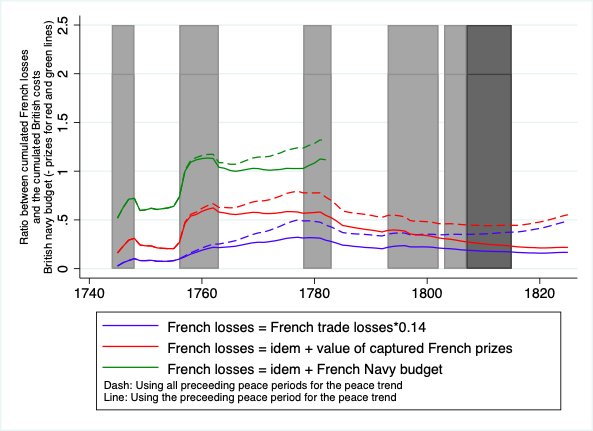 Ratio between cumulated French losses
and the cumulated British costs
British navy budget (- prizes for red and green lines)
2.5
2
1.5
1
.5
0
1740 1760 1780 1800 1820
French losses = French trade losses*0.14
French losses = idem + value of captured French prizes
French losses = idem + French Navy budget
Dash: Using all preceeding peace periods for the peace trend
Line: Using the preceeding peace period for the peace trend